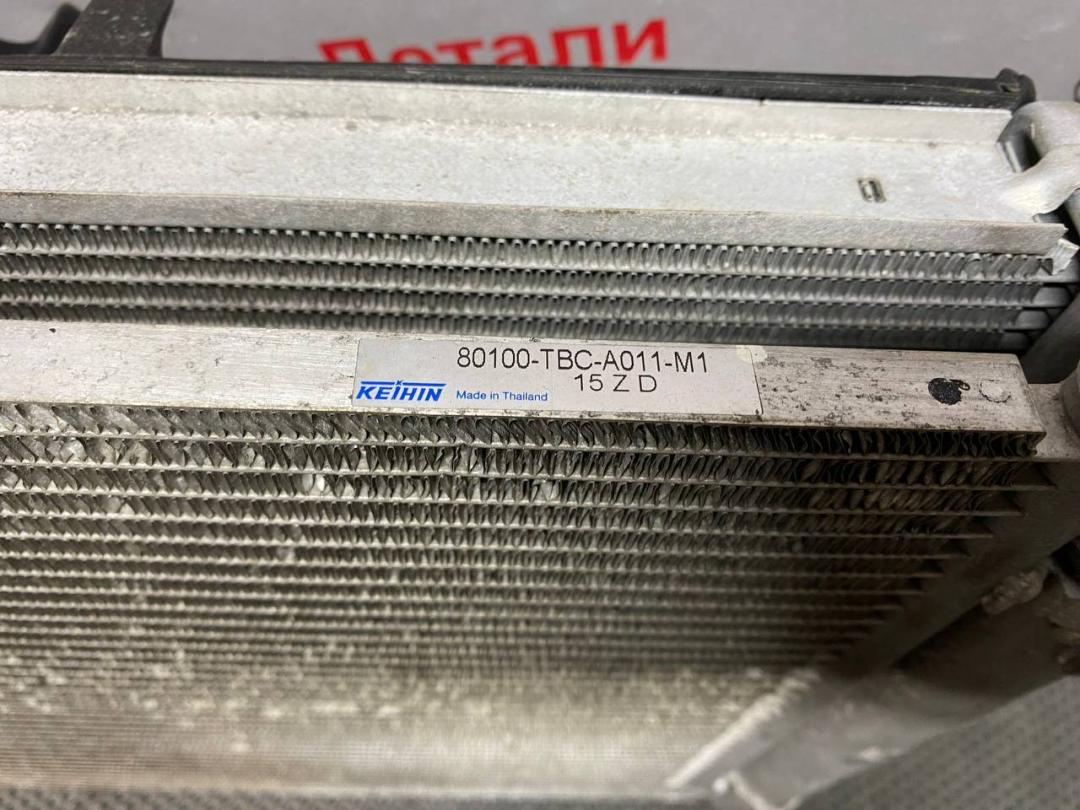 Детали
80100-TBC-A011-M1
15 Z D
KEIHIN Made in Thailand